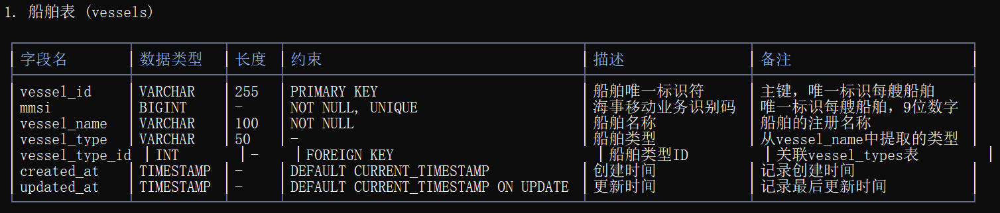 1. 船舶表 (vessels)
字段名 数据类型 长度 约束 描述 备注
vessel_id VARCHAR 255 PRIMARY KEY 船舶唯一标识符 主键，唯一标识每艘船舶
mmsi BIGINT - NOT NULL, UNIQUE 海事移动业务识别码 唯一标识每艘船舶，9位数字
vessel_name VARCHAR 100 NOT NULL 船舶名称 船舶的注册名称
vessel_type VARCHAR 50 - 船舶类型 从vessel_name中提取的类型
vessel_type_id INT - FOREIGN KEY 船舶类型ID 关联vessel_types表
created_at TIMESTAMP - DEFAULT CURRENT_TIMESTAMP 创建时间 记录创建时间
updated_at TIMESTAMP - DEFAULT CURRENT_TIMESTAMP ON UPDATE 更新时间 记录最后更新时间